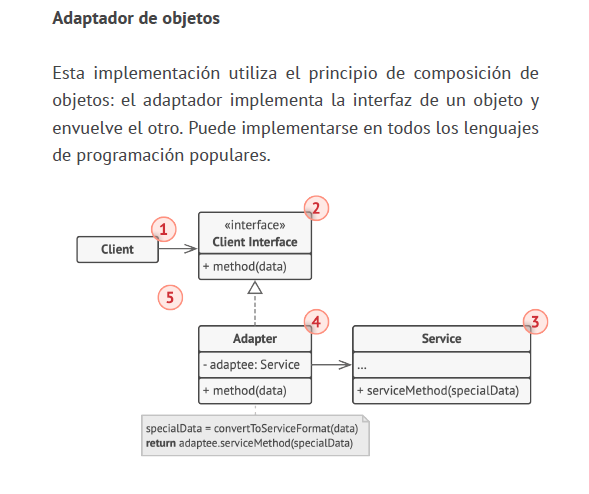 Adaptador de objetos
Esta implementación utiliza el principio de composición de
objetos: el adaptador implementa la interfaz de un objeto y
envuelve el otro. Puede implementarse en todos los lenguajes
de programación populares.
1
Client
2
«interface»
Client Interface
+ method(data)
5
4
Adapter
- adaptee: Service
+ method(data)
3
Service
...
+ serviceMethod(specialData)
specialData = convertToServiceFormat(data)
return adaptee.serviceMethod(specialData)